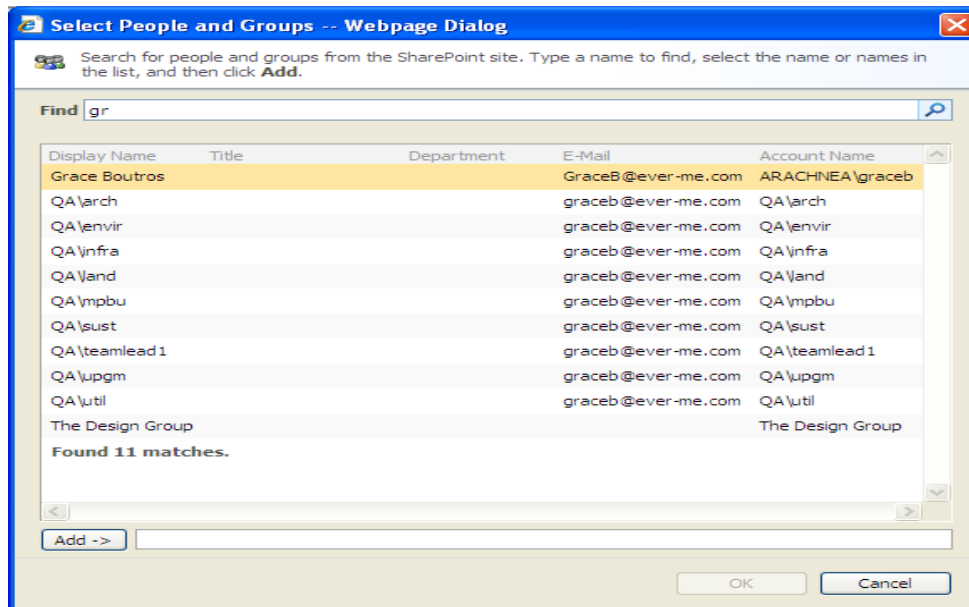 Select People and Groups -- Webpage Dialog
Search for people and groups from the SharePoint site. Type a name to find, select the name or names in
the list, and then click Add.
Find gr
Display Name Title Department E-Mail Account Name
Grace Boutros GraceB@ever-me.com ARACHNEA\graceb
QA\arch graceb@ever-me.com QA\arch
QA\envir graceb@ever-me.com QA\envir
QA\infra graceb@ever-me.com QA\infra
QA\land graceb@ever-me.com QA\land
QA\mpbu graceb@ever-me.com QA\mpbu
QA\sust graceb@ever-me.com QA\sust
QA\teamlead1 graceb@ever-me.com QA\teamlead1
QA\upgm graceb@ever-me.com QA\upgm
QA\util graceb@ever-me.com QA\util
The Design Group The Design Group
Found 11 matches.
Add ->
OK Cancel